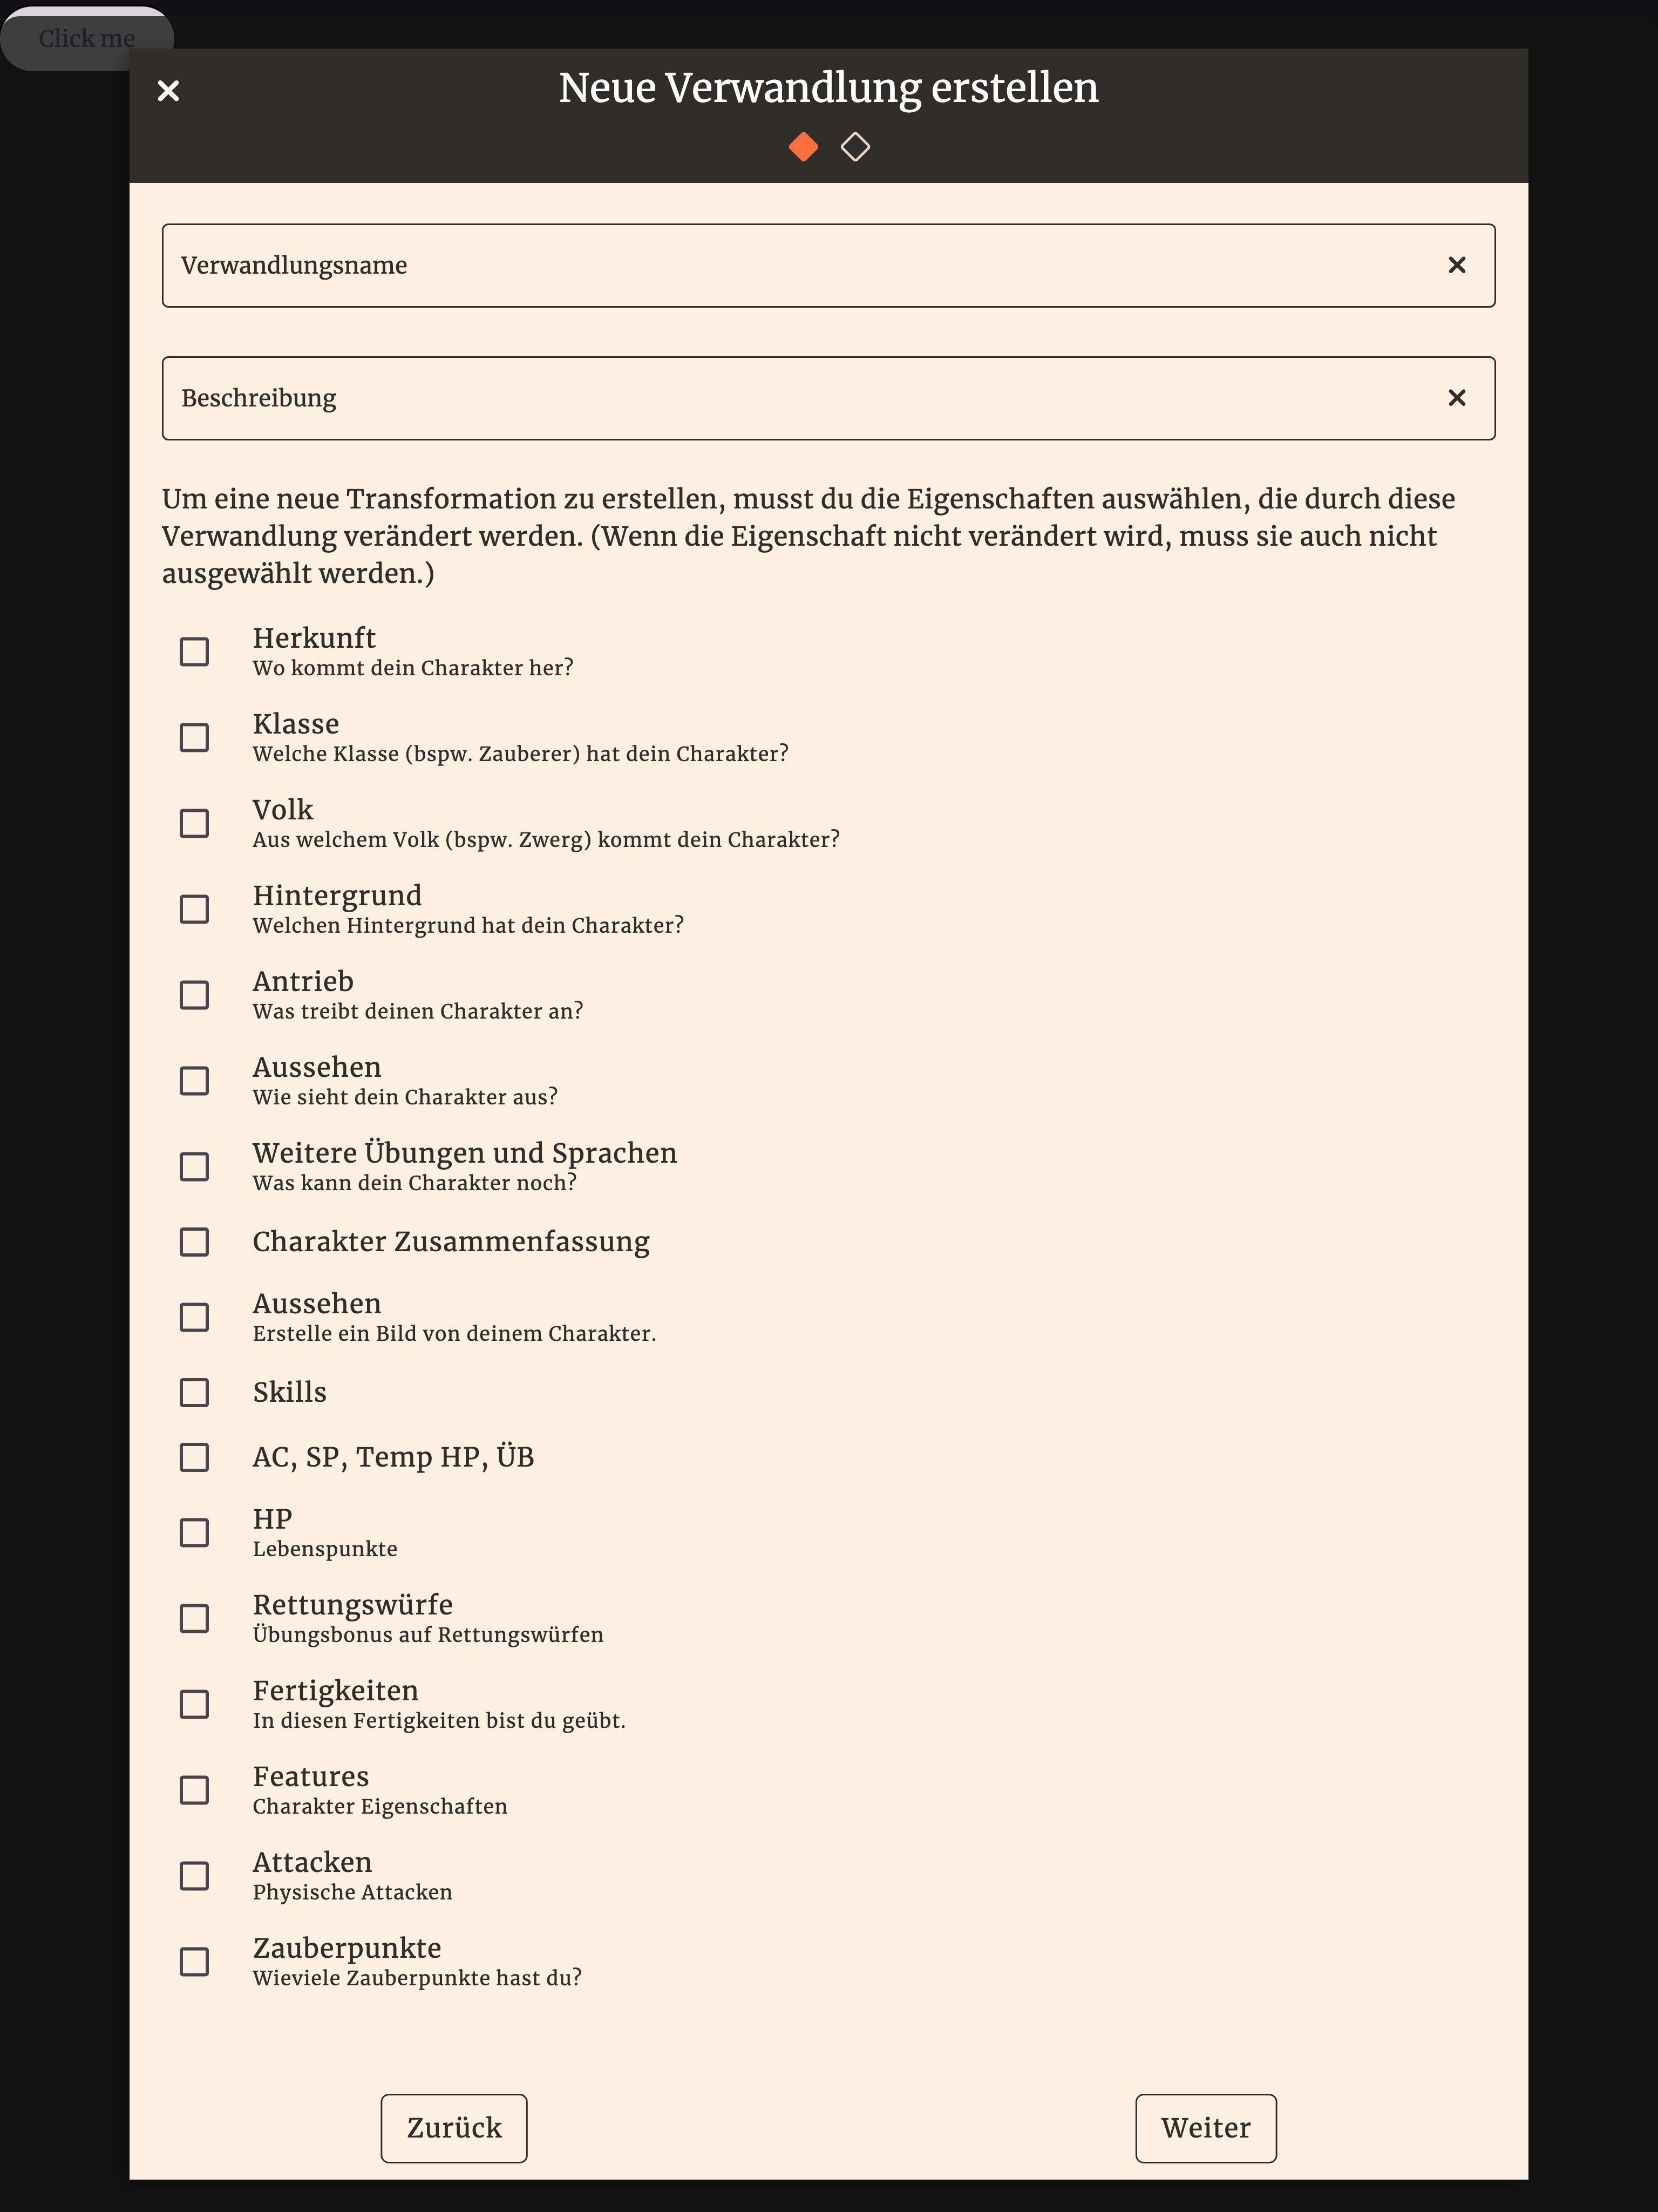 Click me
Neue Verwandlung erstellen
Verwandlungsname
Beschreibung
Um eine neue Transformation zu erstellen, musst du die Eigenschaften auswählen, die durch diese
Verwandlung verändert werden. (Wenn die Eigenschaft nicht verändert wird, muss sie auch nicht
ausgewählt werden.)
Herkunft
Wo kommt dein Charakter her?
Klasse
Welche Klasse (bspw. Zauberer) hat dein Charakter?
Volk
Aus welchem Volk (bspw. Zwerg) kommt dein Charakter?
Hintergrund
Welchen Hintergrund hat dein Charakter?
Antrieb
Was treibt deinen Charakter an?
Aussehen
Wie sieht dein Charakter aus?
Weitere Übungen und Sprachen
Was kann dein Charakter noch?
Charakter Zusammenfassung
Aussehen
Erstelle ein Bild von deinem Charakter.
Skills
AC, SP, Temp HP, ÜB
HP
Lebenspunkte
Rettungswürfe
Übungsbonus auf Rettungswürfen
Fertigkeiten
In diesen Fertigkeiten bist du geübt.
Features
Charakter Eigenschaften
Attacken
Physische Attacken
Zauberpunkte
Wieviele Zauberpunkte hast du?
Zurück
Weiter